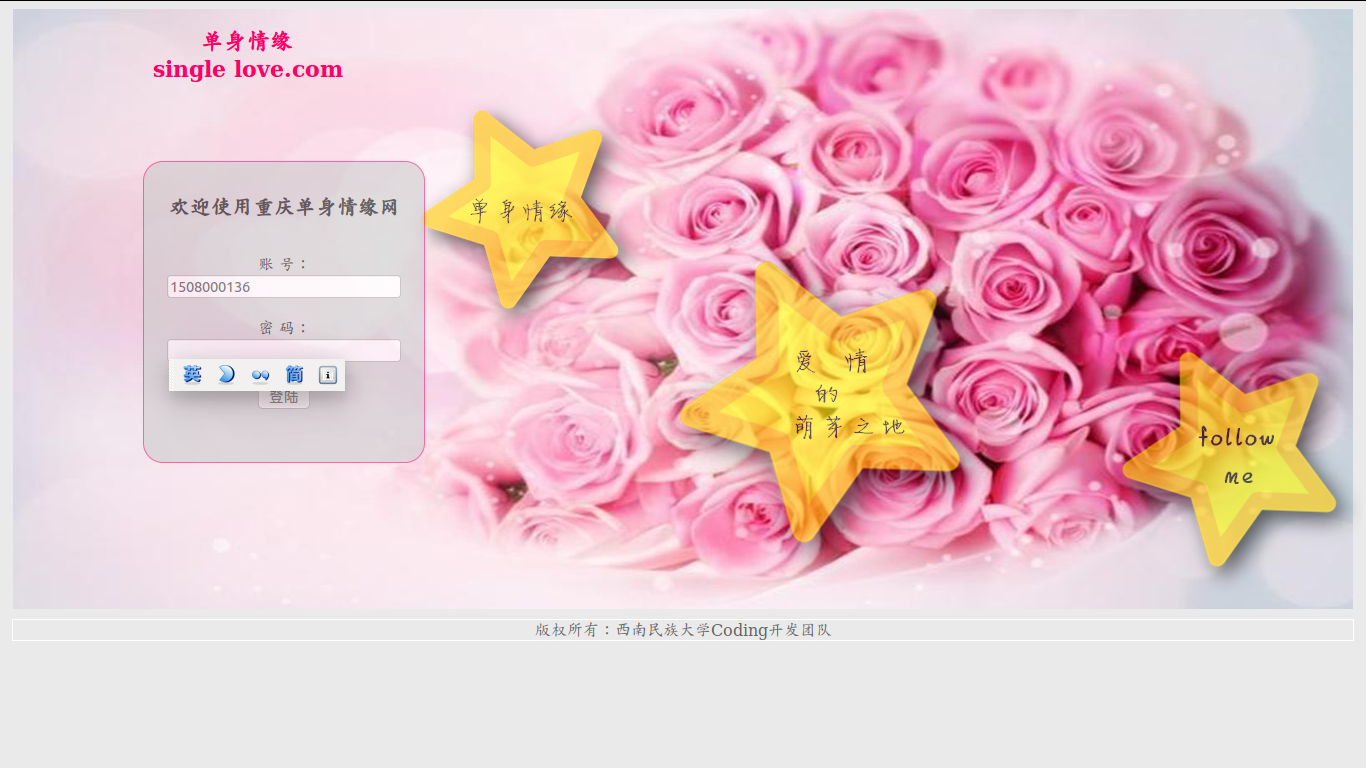 单身情缘
single love.com
欢迎使用重庆单身情缘网
账 号：
1508000136
密 码：
英 简
登陆
单身情缘
爱 情
的
萌芽之地
follow
me
版权所有：西南民族大学Coding开发团队